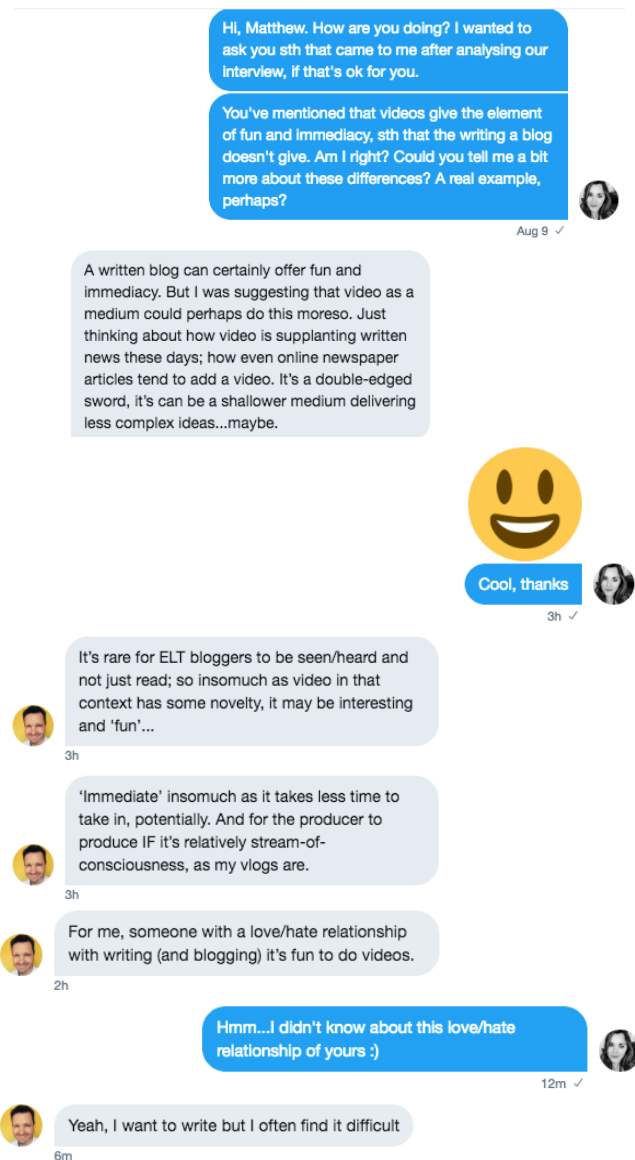 Hi, Matthew. How are you doing? I wanted to
ask you sth that came to me after analysing our
interview, if that's ok for you.
You've mentioned that videos give the element
of fun and immediacy, sth that the writing a blog
doesn't give. Am I right? Could you tell me a bit
more about these differences? A real example,
perhaps?
Aug 9 ✓
A written blog can certainly offer fun and
immediacy. But I was suggesting that video as a
medium could perhaps do this moreso. Just
thinking about how video is supplanting written
news these days; how even online newspaper
articles tend to add a video. It's a double-edged
sword, it's can be a shallower medium delivering
less complex ideas...maybe.
Cool, thanks
3h ✓
It's rare for ELT bloggers to be seen/heard and
not just read; so insomuch as video in that
context has some novelty, it may be interesting
and 'fun'...
3h
'Immediate' insomuch as it takes less time to
take in, potentially. And for the producer to
produce IF it's relatively stream-of-
consciousness, as my vlogs are.
3h
For me, someone with a love/hate relationship
with writing (and blogging) it's fun to do videos.
2h
Hmm...I didn't know about this love/hate
relationship of yours :)
12m ✓
Yeah, I want to write but I often find it difficult
6m